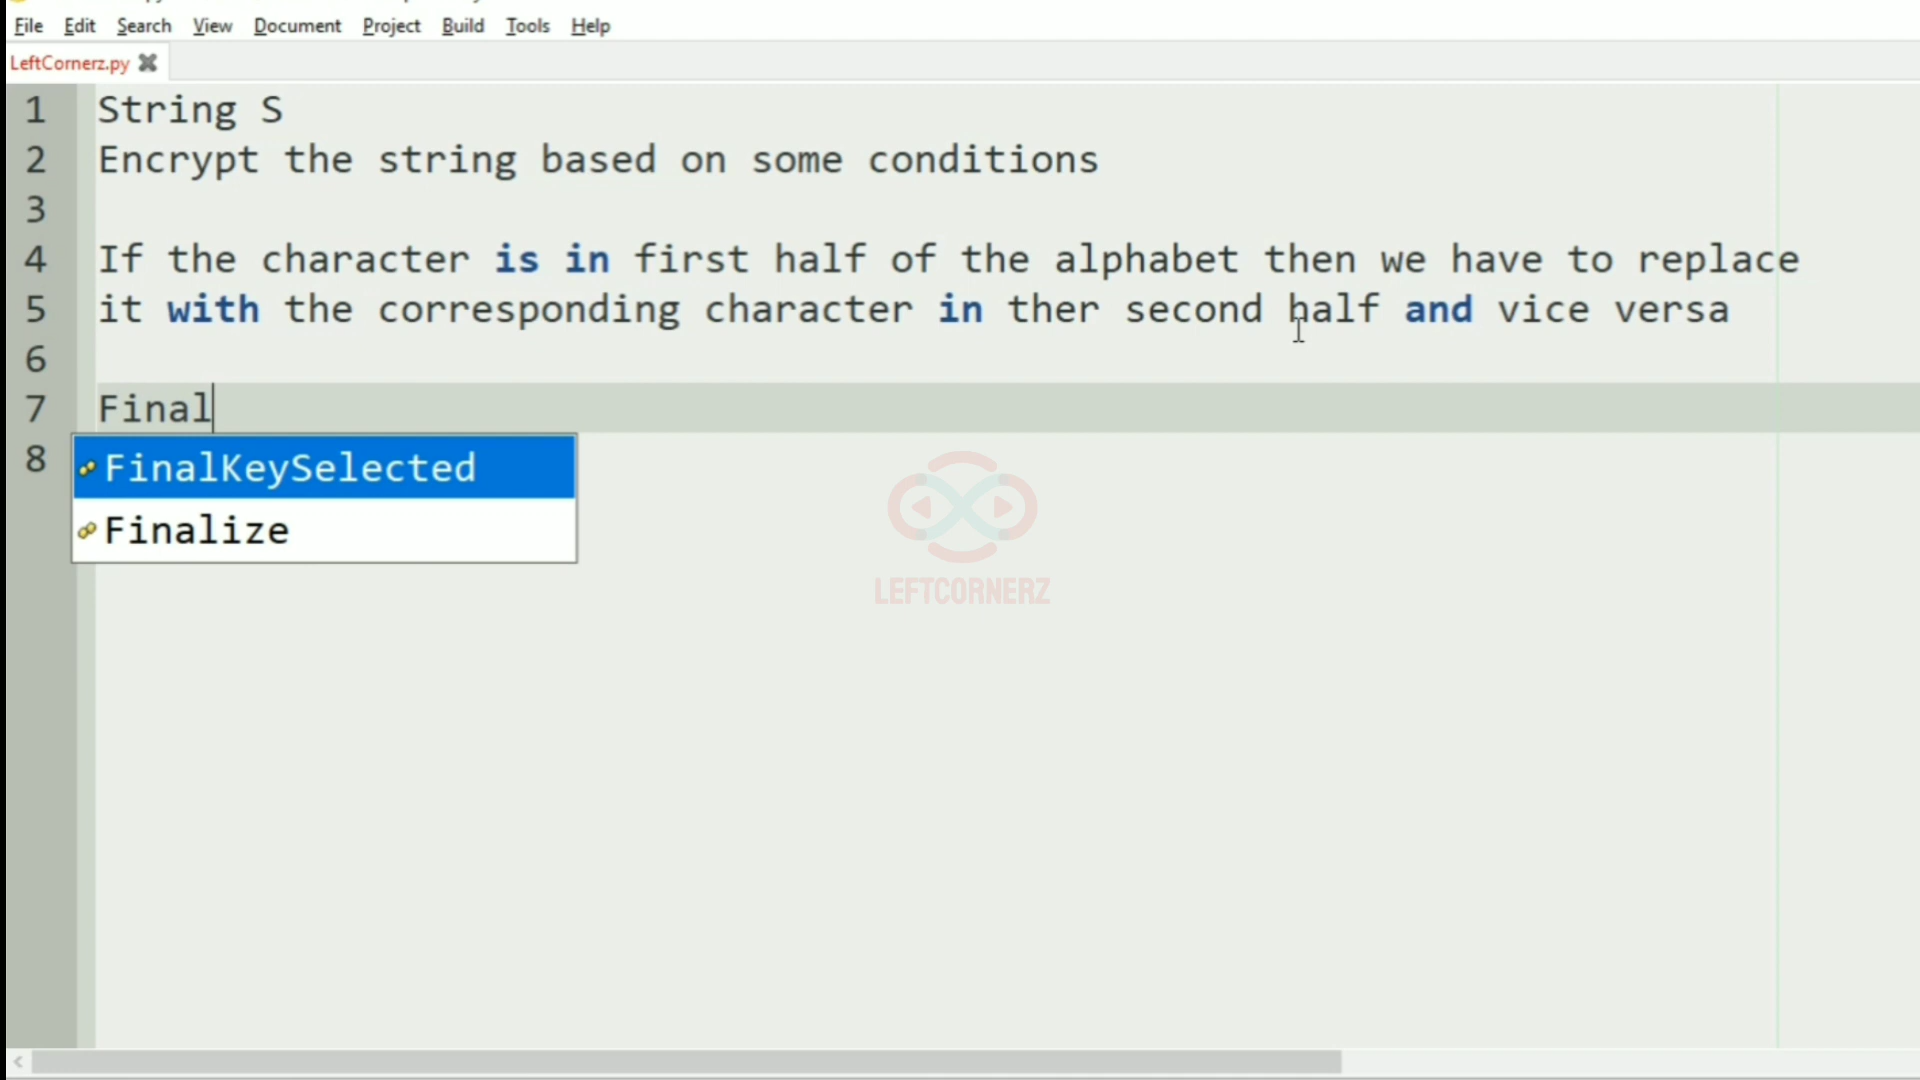 File Edit Search View Document Project Build Tools Help
LeftCornerz.py
1 String S
2 Encrypt the string based on some conditions
3
4 If the character is in first half of the alphabet then we have to replace
5 it with the corresponding character in ther second half and vice versa
6
7 Final
8
FinalKeySelected
Finalize
LEFTCORNERZ